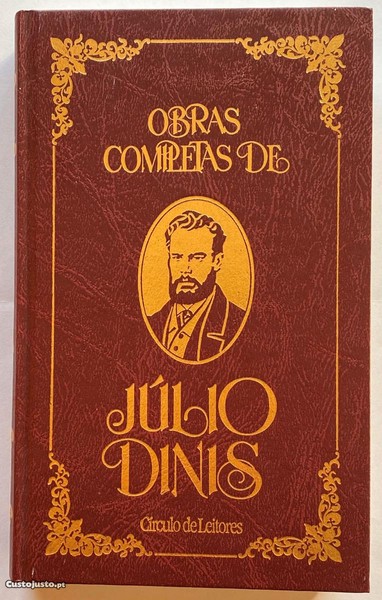 OBRAS
COMPLETAS DE
JÚLIO
DINIS
Círculo de Leitores
Custojusto.pt